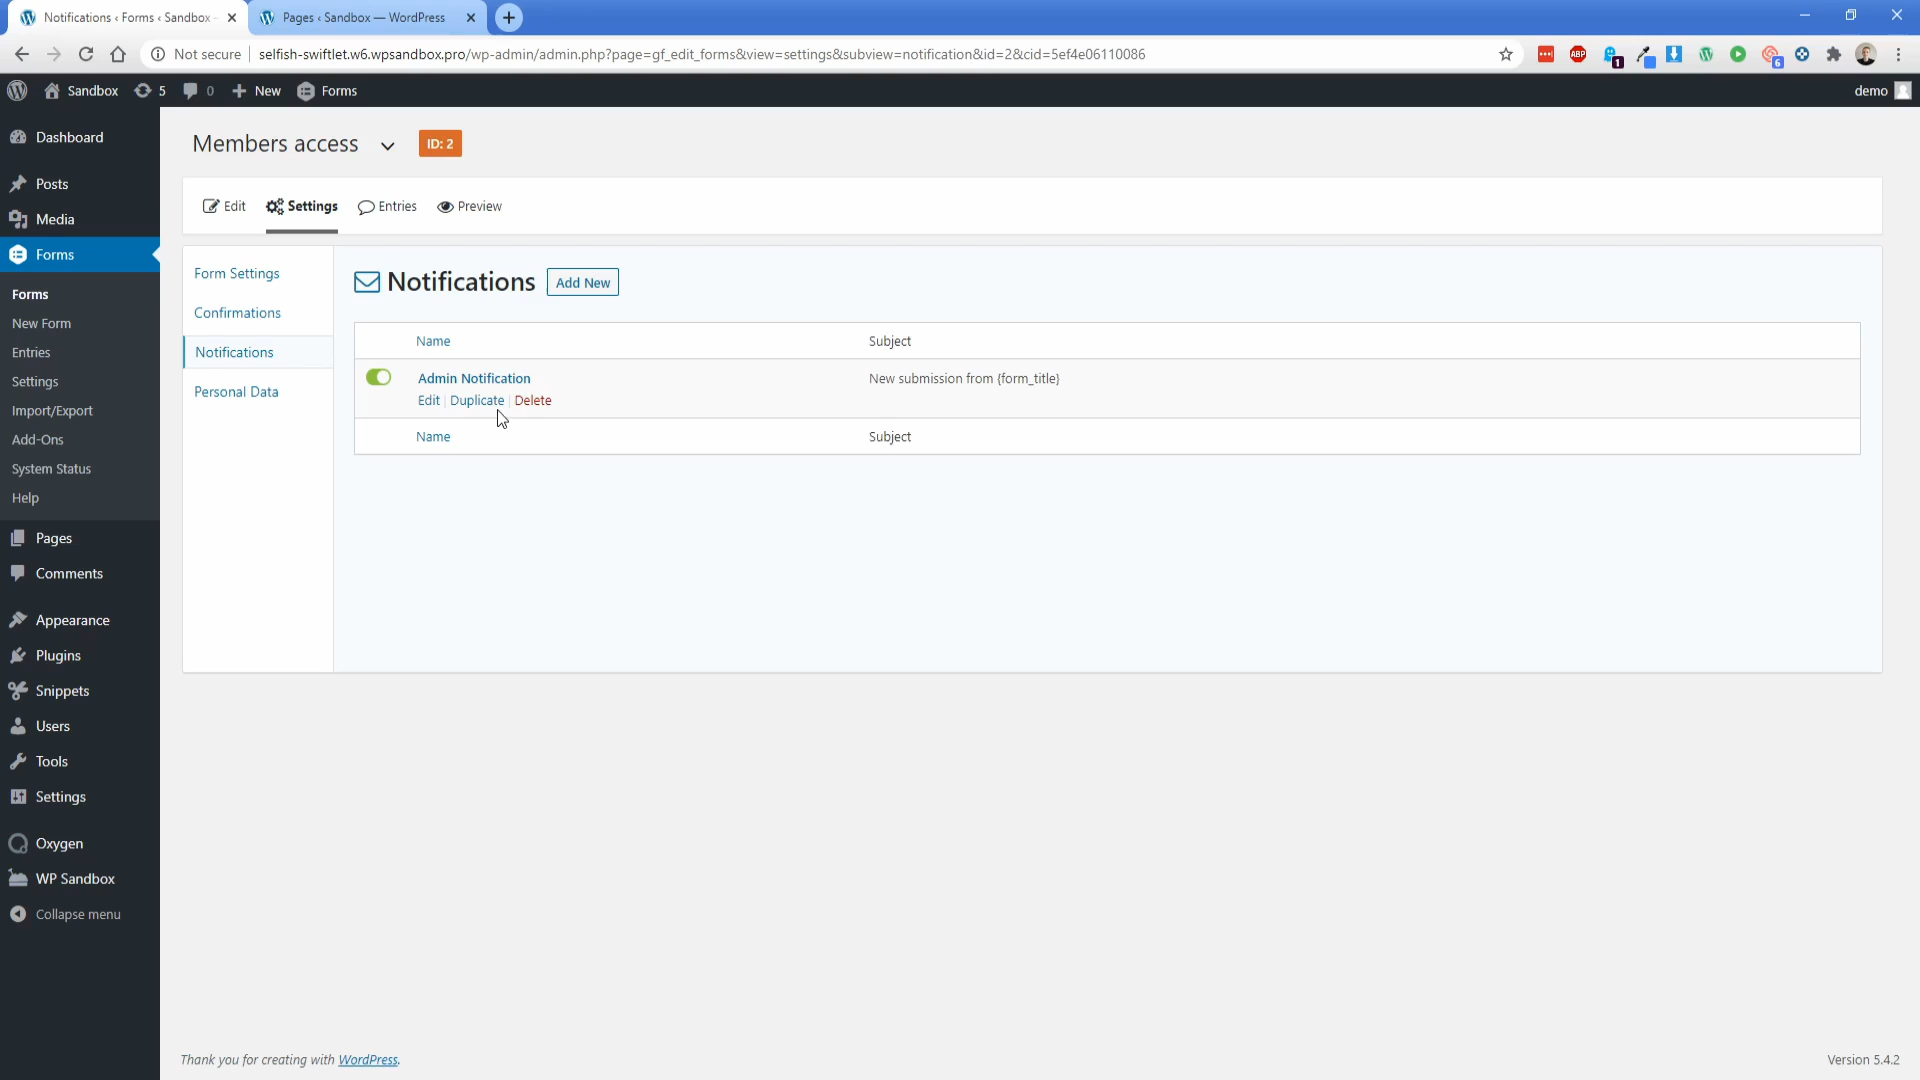 Notifications ‹ Forms ‹ Sandbox
Pages ‹ Sandbox — WordPress
Not secure
selfish-swiftlet.w6.wpsandbox.pro/wp-admin/admin.php?page=gf_edit_forms&view=settings&subview=notification&id=2&cid=5ef4e06110086
ABP
1
6
Sandbox
5
0
New
Forms
demo
Dashboard
Posts
Media
Forms
Forms
New Form
Entries
Settings
Import/Export
Add-Ons
System Status
Help
Pages
Comments
Appearance
Plugins
Snippets
Users
Tools
Settings
Oxygen
WP Sandbox
Collapse menu
Members access
ID: 2
Edit
Settings
Entries
Preview
Form Settings
Confirmations
Notifications
Personal Data
Notifications
Add New
Name Subject
Admin Notification New submission from {form_title}
Edit | Duplicate | Delete
Name Subject
Thank you for creating with WordPress.
Version 5.4.2